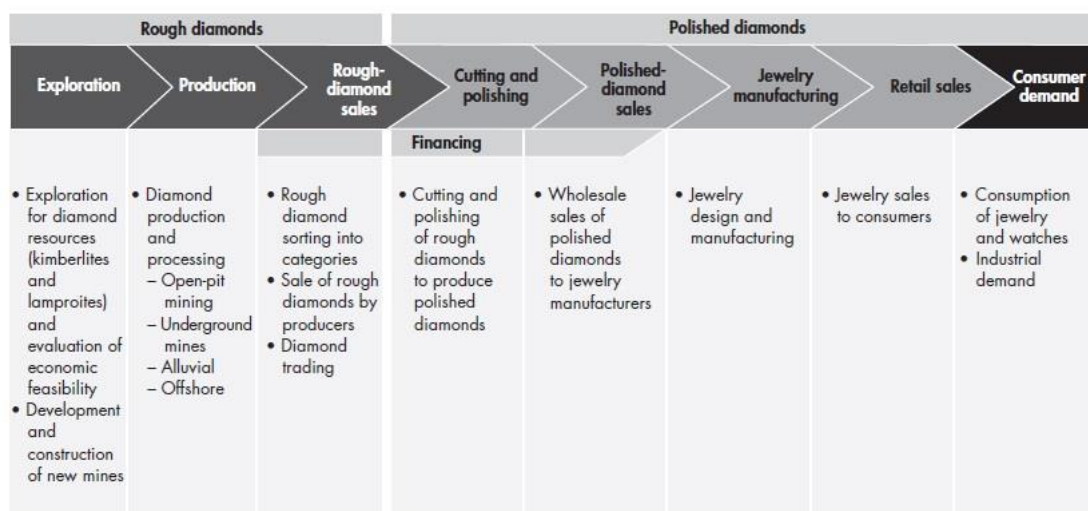 Rough diamonds
Polished diamonds
Exploration
Production
Rough-
diamond
sales
Cutting and
polishing
Polished-
diamond
sales
Jewelry
manufacturing
Retail sales
Consumer
demand
Financing
• Exploration
for diamond
resources
(kimberlites
and
lamproites)
and
evaluation of
economic
feasibility
• Development
and
construction
of new mines
• Diamond
production
and
processing
– Open-pit
mining
– Underground
mines
– Alluvial
– Offshore
• Rough
diamond
sorting into
categories
• Sale of rough
diamonds by
producers
• Diamond
trading
• Cutting and
polishing
of rough
diamonds
to produce
polished
diamonds
• Wholesale
sales of
polished
diamonds
to jewelry
manufacturers
• Jewelry
design and
manufacturing
• Jewelry sales
to consumers
• Consumption
of jewelry
and watches
• Industrial
demand